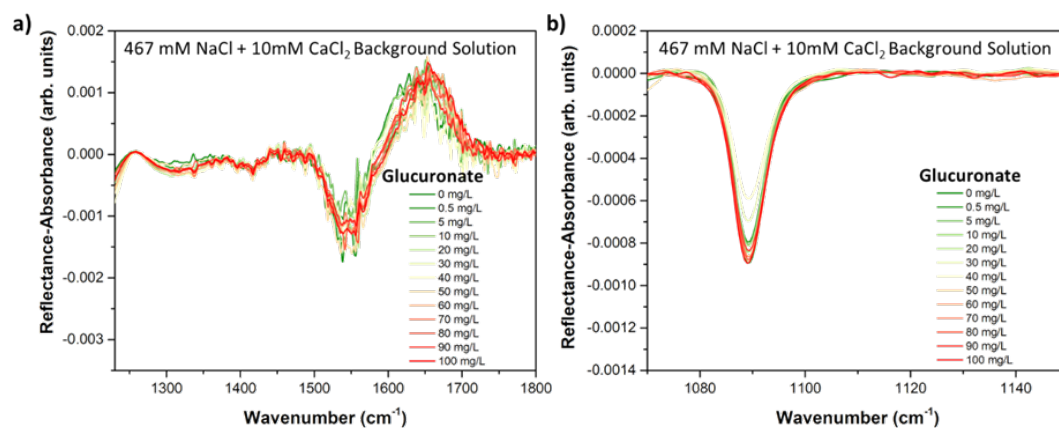 a)
467 mM NaCl + 10mM CaCl₂ Background Solution
Reflectance-Absorbance (arb. units)
0.002
0.001
0.000
-0.001
-0.002
-0.003
Glucuronate
0 mg/L
0.5 mg/L
5 mg/L
10 mg/L
20 mg/L
30 mg/L
40 mg/L
50 mg/L
60 mg/L
70 mg/L
80 mg/L
90 mg/L
100 mg/L
1300 1400 1500 1600 1700 1800
Wavenumber (cm⁻¹)
b)
467 mM NaCl + 10mM CaCl₂ Background Solution
Reflectance-Absorbance (arb. units)
0.0002
0.0000
-0.0002
-0.0004
-0.0006
-0.0008
-0.0010
-0.0012
-0.0014
Glucuronate
0 mg/L
0.5 mg/L
5 mg/L
10 mg/L
20 mg/L
30 mg/L
40 mg/L
50 mg/L
60 mg/L
70 mg/L
80 mg/L
90 mg/L
100 mg/L
1080 1100 1120 1140
Wavenumber (cm⁻¹)